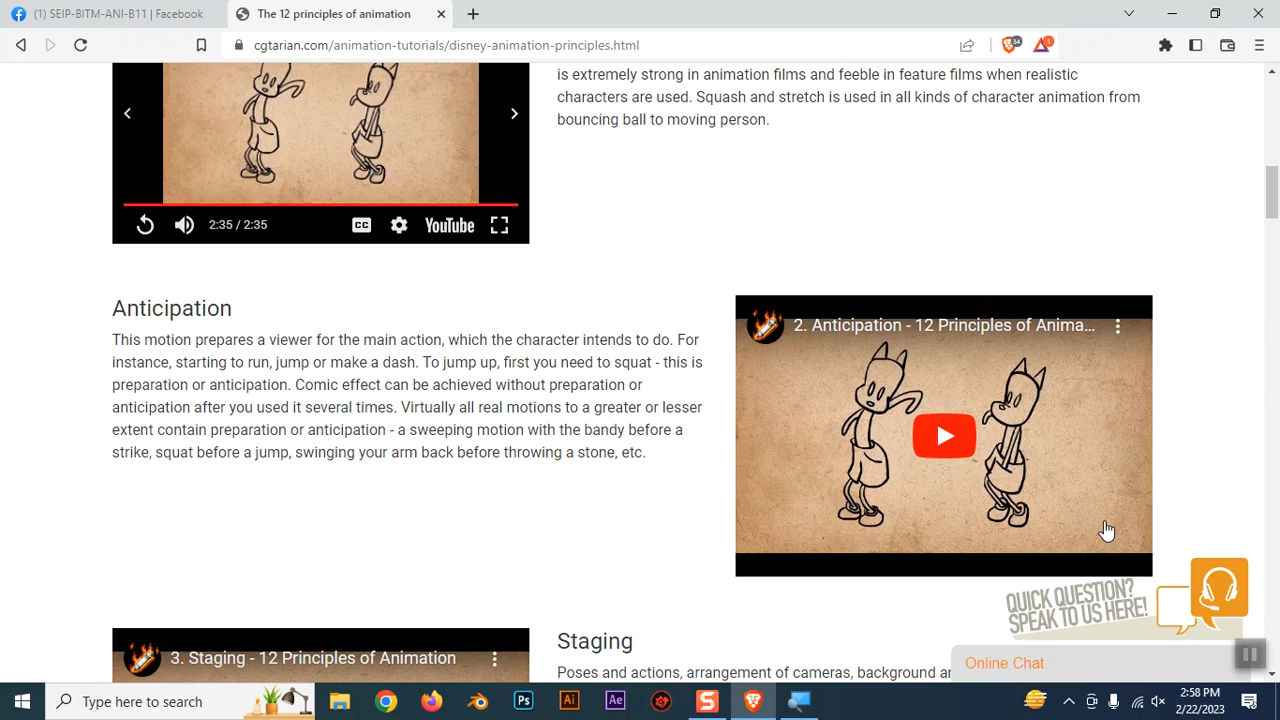 (1) SEIP-BITM-ANI-B11 | Facebook
The 12 principles of animation
cgtarian.com/animation-tutorials/disney-animation-principles.html
34
1
is extremely strong in animation films and feeble in feature films when realistic
characters are used. Squash and stretch is used in all kinds of character animation from
bouncing ball to moving person.
2:35 / 2:35
CC
YouTube
Anticipation
This motion prepares a viewer for the main action, which the character intends to do. For
instance, starting to run, jump or make a dash. To jump up, first you need to squat - this is
preparation or anticipation. Comic effect can be achieved without preparation or
anticipation after you used it several times. Virtually all real motions to a greater or lesser
extent contain preparation or anticipation - a sweeping motion with the bandy before a
strike, squat before a jump, swinging your arm back before throwing a stone, etc.
2. Anticipation - 12 Principles of Anima...
QUICK QUESTION?
SPEAK TO US HERE!
3. Staging - 12 Principles of Animation
Staging
Poses and actions, arrangement of cameras, background an
Online Chat
Type here to search
Ps
Ai
Ae
S
2:58 PM
2/22/2023